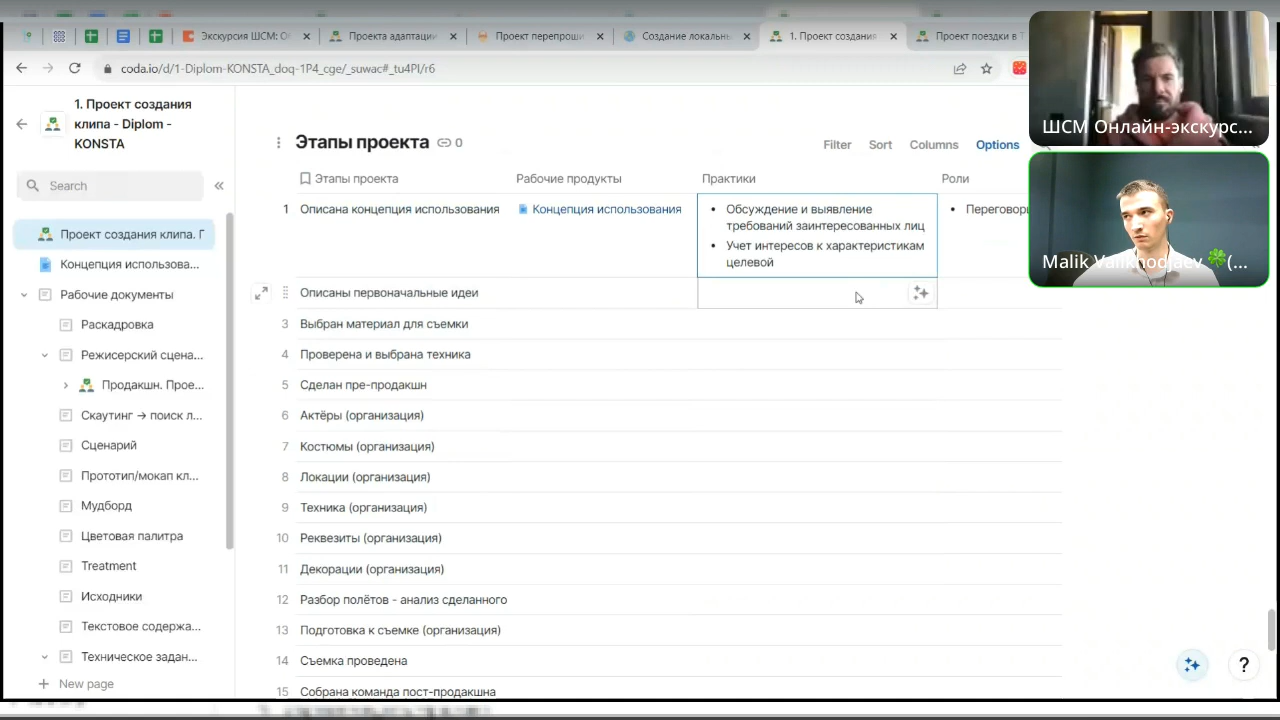 Экскурсия ШСМ: О
Проекта адаптации
Проект перепрош
Создание локальн
1. Проект создания
Проект поездки в Т
coda.io/d/1-Diplom-KONSTA_doq-1P4_cge/_suwac#_tu4PI/r6
ШСМ Онлайн-экскурс...
Malik Valikhodjaev 🍀(...
1. Проект создания
клипа - Diplom -
KONSTA
Search
Проект создания клипа. Г
Концепция использова...
Рабочие документы
Раскадровка
Режисерский сцена...
Продакшн. Прое...
Скаутинг → поиск л...
Сценарий
Прототип/мокап кл...
Мудборд
Цветовая палитра
Treatment
Исходники
Текстовое содержа...
Техническое задан...
New page
Этапы проекта 0
Filter Sort Columns Options
Этапы проекта Рабочие продукты Практики Роли
1 Описана концепция использования Концепция использования
• Обсуждение и выявление
требований заинтересованных лиц
• Учет интересов к характеристикам
целевой
• Перегово
Описаны первоначальные идеи
3 Выбран материал для съемки
4 Проверена и выбрана техника
5 Сделан пре-продакшн
6 Актёры (организация)
7 Костюмы (организация)
8 Локации (организация)
9 Техника (организация)
10 Реквезиты (организация)
11 Декорации (организация)
12 Разбор полётов - анализ сделанного
13 Подготовка к съемке (организация)
14 Съемка проведена
15 Собрана команда пост-продакшна
?